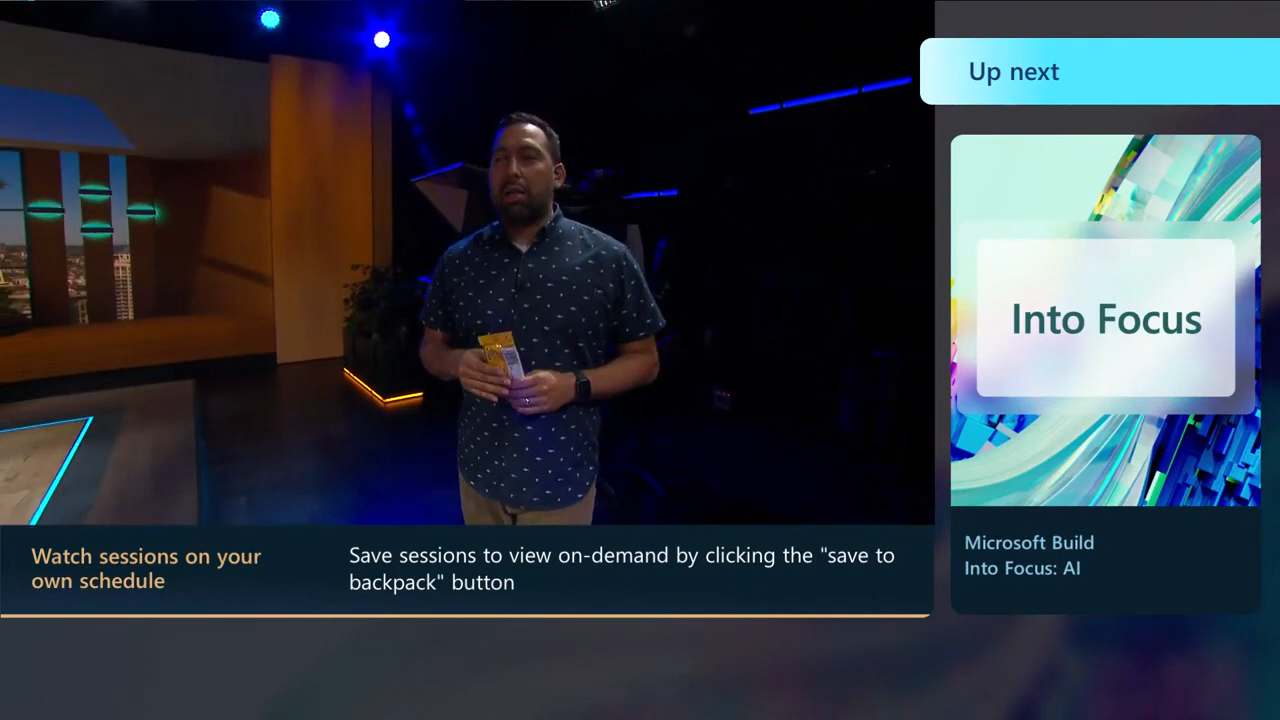 Up next
Into Focus
Microsoft Build
Into Focus: AI
Watch sessions on your
own schedule
Save sessions to view on-demand by clicking the "save to
backpack" button